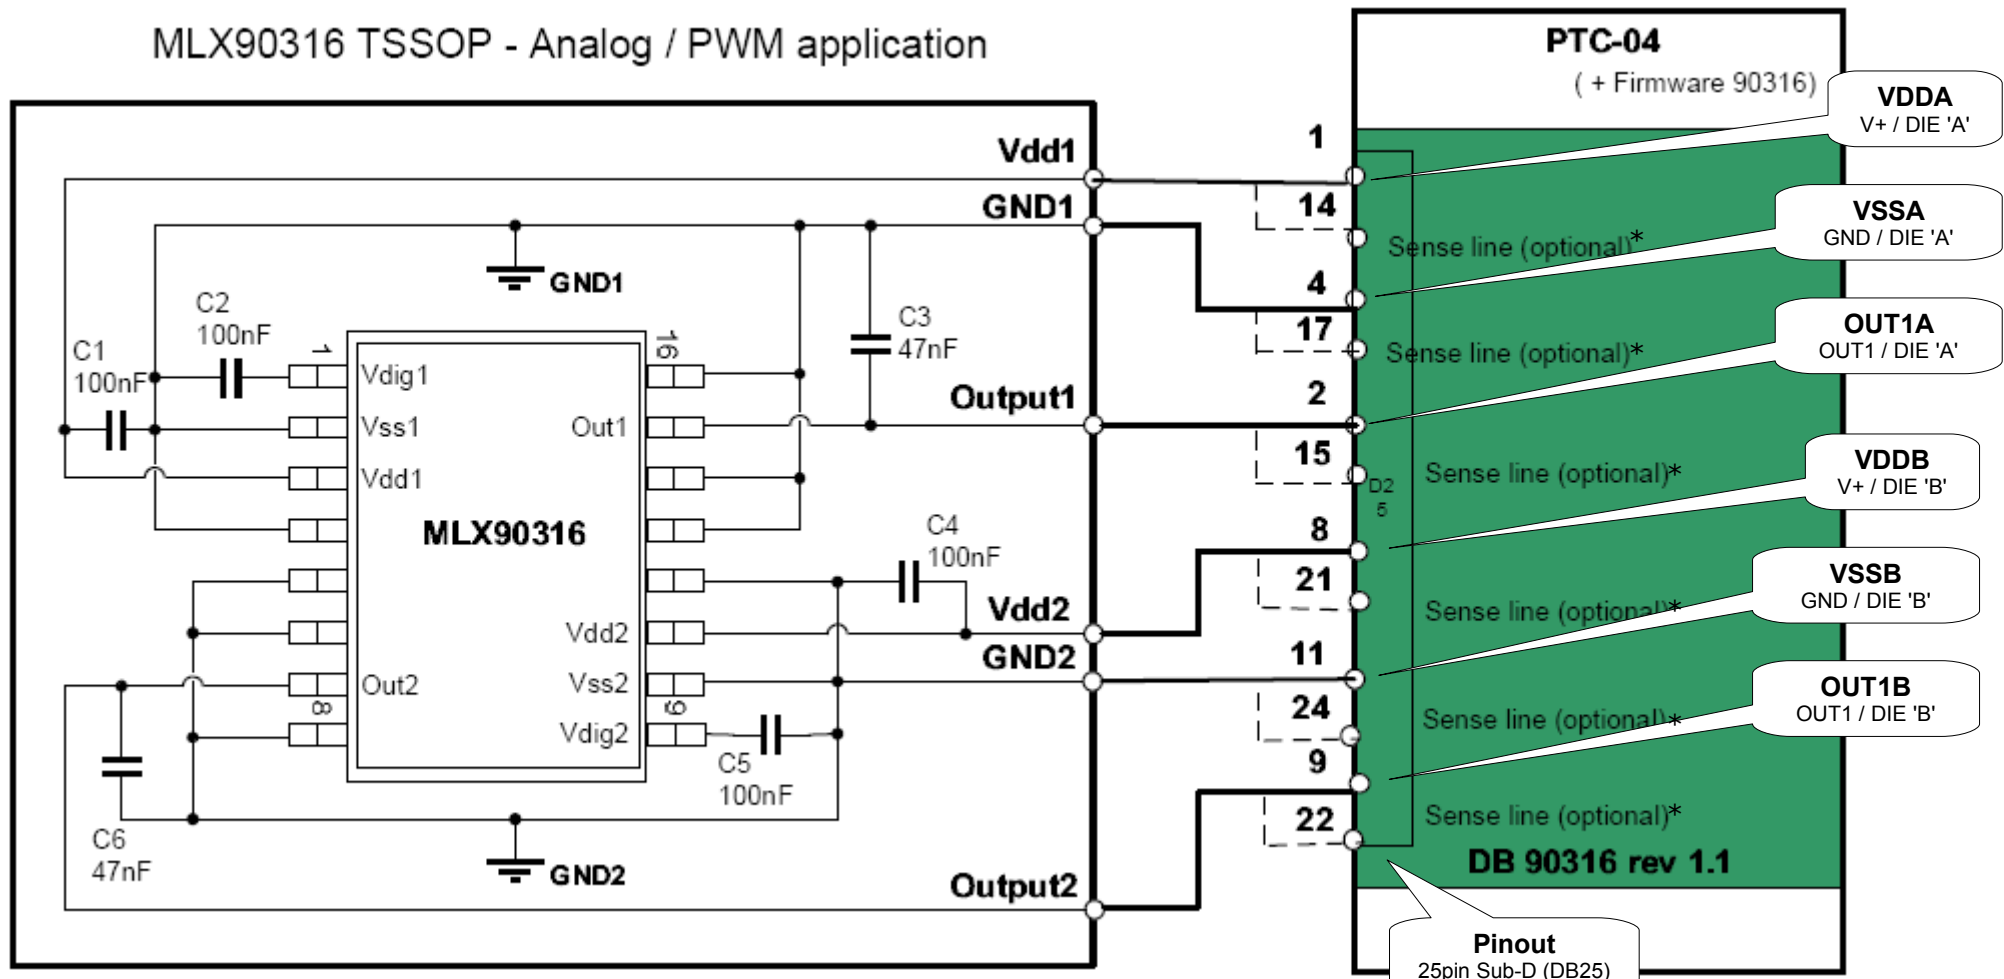 MLX90316 TSSOP - Analog / PWM application
PTC-04
( + Firmware 90316)
VDDA
V+ / DIE 'A'
VSSA
GND / DIE 'A'
OUT1A
OUT1 / DIE 'A'
VDDB
V+ / DIE 'B'
VSSB
GND / DIE 'B'
OUT1B
OUT1 / DIE 'B'
Vdd1
GND1
Output1
Vdd2
GND2
Output2
1
14
Sense line (optional)*
4
17
Sense line (optional)*
2
15
Sense line (optional)*
D2
5
8
21
Sense line (optional)*
11
24
Sense line (optional)*
9
22
Sense line (optional)*
DB 90316 rev 1.1
Pinout
25pin Sub-D (DB25)
GND1
C2
100nF
C1
100nF
C3
47nF
1
16
Vdig1
Vss1
Out1
Vdd1
MLX90316
C4
100nF
Vdd2
Out2
Vss2
8
9
Vdig2
C5
100nF
C6
47nF
GND2